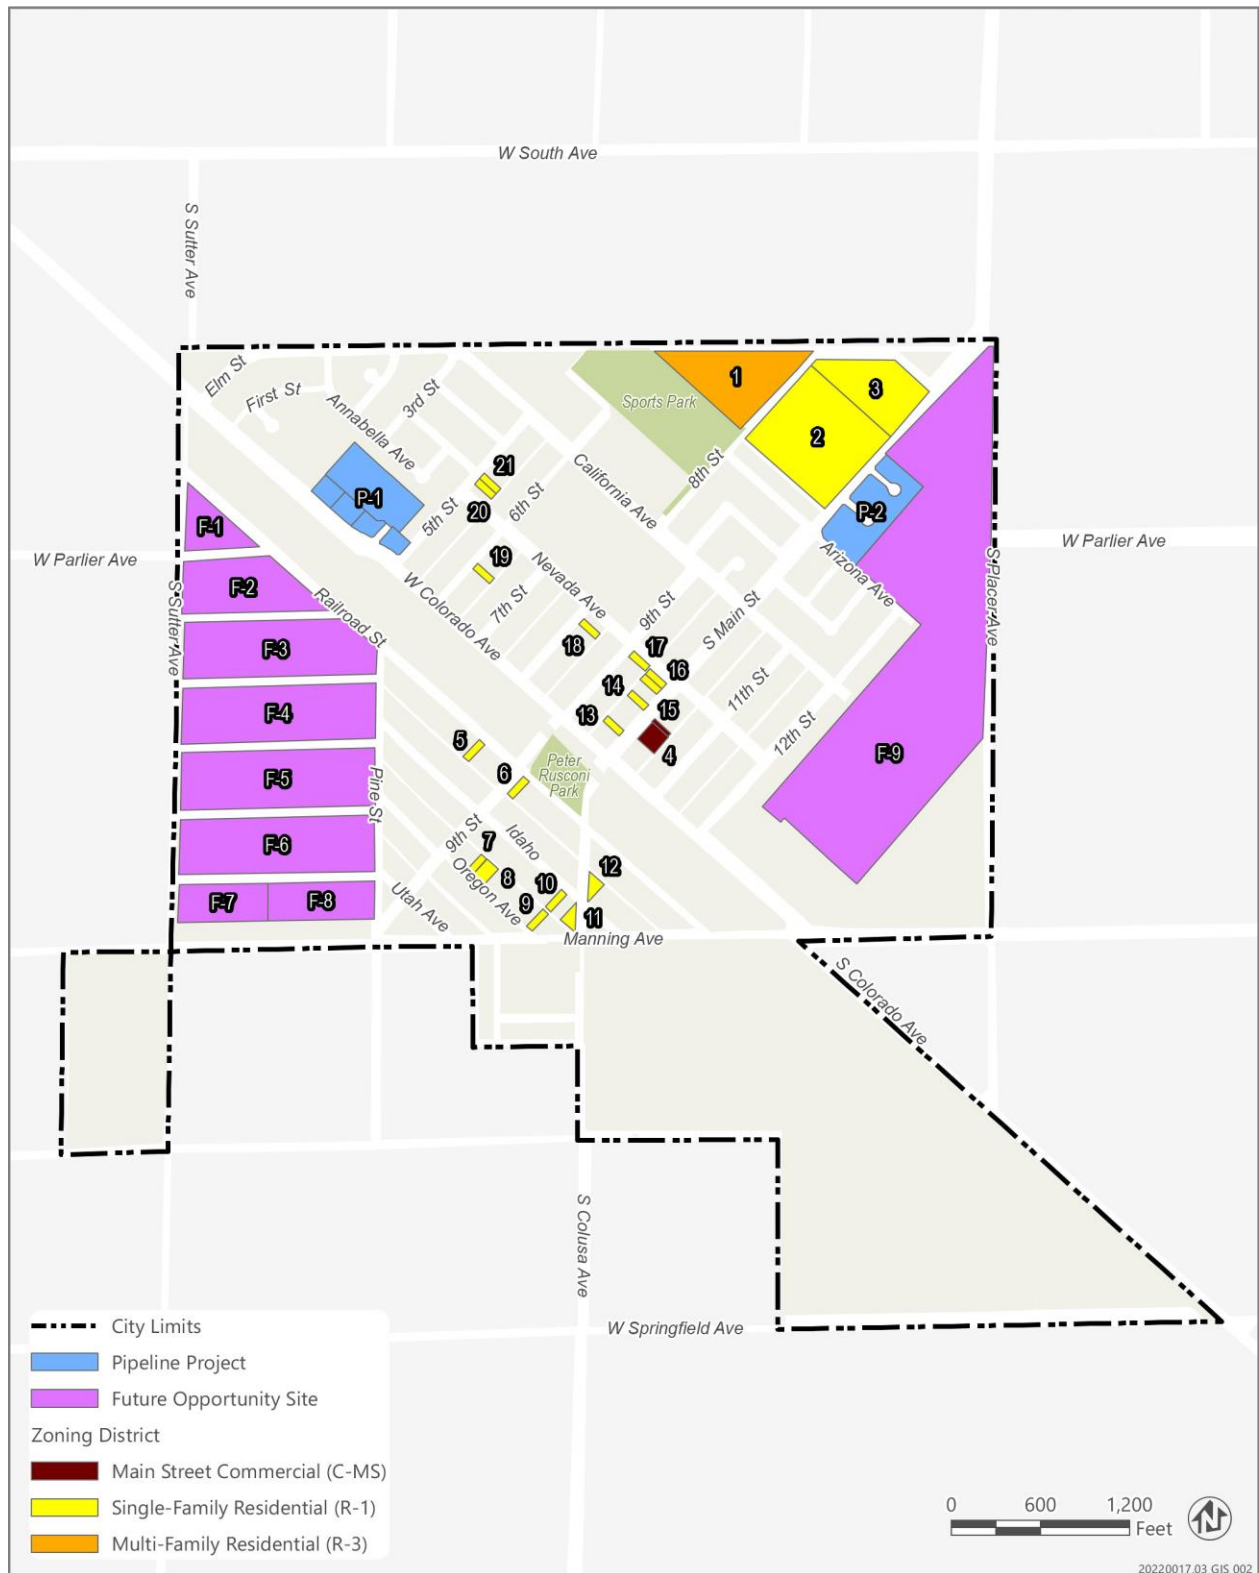 W South Ave
S Sutter Ave
Elm St
First St
Annabella Ave
3rd St
Sports Park
1
3
2
8th St
California Ave
21
20
5th St
6th St
P-1
P-2
F-1
W Parlier Ave
W Parlier Ave
19
Nevada Ave
Arizona Ave
S Placer Ave
F-2
S Sutter Ave
Railroad St
W Colorado Ave
7th St
9th St
S Main St
18
17
16
F-3
14
15
13
11th St
12th St
4
F-4
5
6
Peter
Rusconi
Park
F-9
F-5
Pine St
F-6
9th St
Idaho
7
8
Oregon Ave
10
12
9
11
F-7
F-8
Utah Ave
Manning Ave
S Colorado Ave
S Colusa Ave
W Springfield Ave
City Limits
Pipeline Project
Future Opportunity Site
Zoning District
Main Street Commercial (C-MS)
Single-Family Residential (R-1)
Multi-Family Residential (R-3)
0 600 1,200
Feet
N
20220017.03 GIS 002